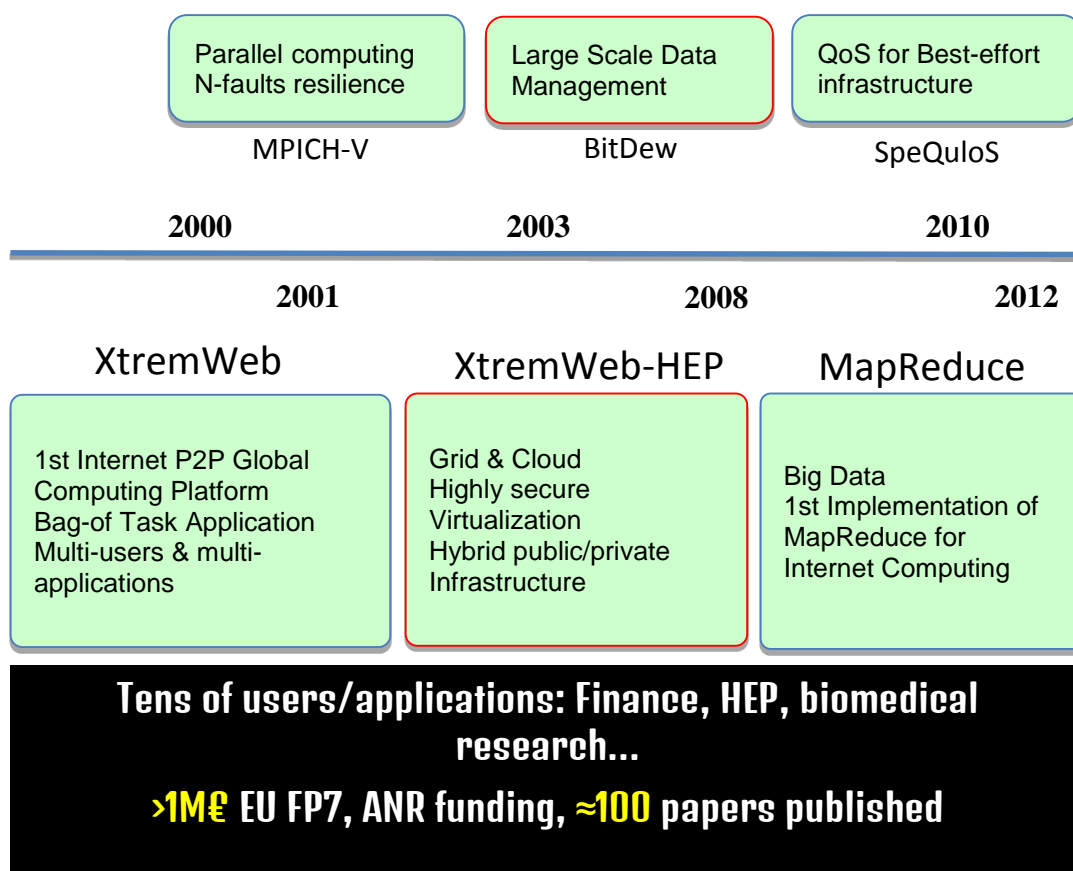 Parallel computing
N-faults resilience
Large Scale Data
Management
QoS for Best-effort
infrastructure
MPICH-V
BitDew
SpeQuloS
2000
2003
2010
2001
2008
2012
XtremWeb
XtremWeb-HEP
MapReduce
1st Internet P2P Global
Computing Platform
Bag-of Task Application
Multi-users & multi-
applications
Grid & Cloud
Highly secure
Virtualization
Hybrid public/private
Infrastructure
Big Data
1st Implementation of
MapReduce for
Internet Computing
Tens of users/applications: Finance, HEP, biomedical
research...
>1M€ EU FP7, ANR funding, ≈100 papers published